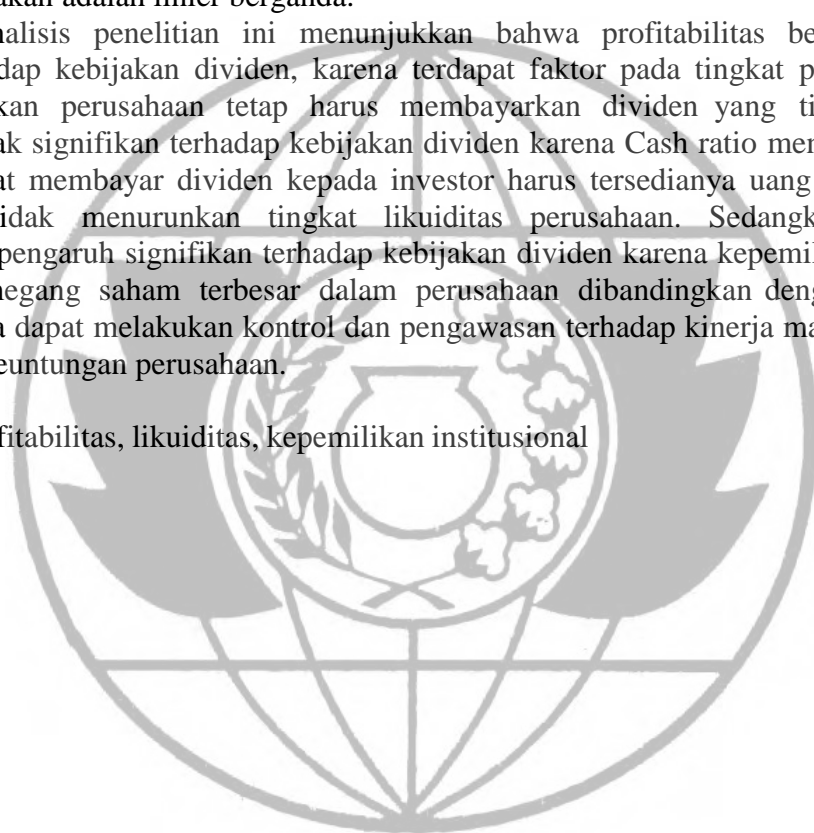 akan adalah linier berganda.
nalisis penelitian ini menunjukkan bahwa profitabilitas be
dap kebijakan dividen, karena terdapat faktor pada tingkat p
kan perusahaan tetap harus membayarkan dividen yang ti
ak signifikan terhadap kebijakan dividen karena Cash ratio men
at membayar dividen kepada investor harus tersedianya uang
idak menurunkan tingkat likuiditas perusahaan. Sedangk
pengaruh signifikan terhadap kebijakan dividen karena kepemil
negang saham terbesar dalam perusahaan dibandingkan deng
a dapat melakukan kontrol dan pengawasan terhadap kinerja ma
euntungan perusahaan.
fitabilitas, likuiditas, kepemilikan institusional